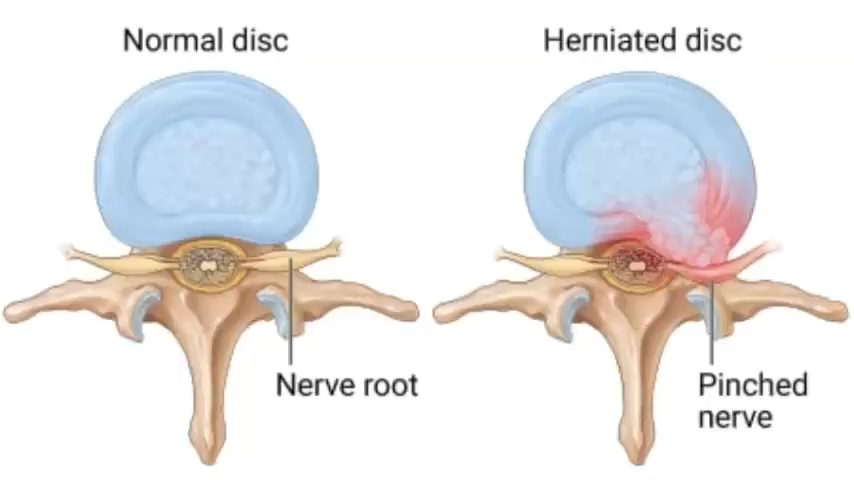 Normal disc
Herniated disc
Nerve root
Pinched
nerve